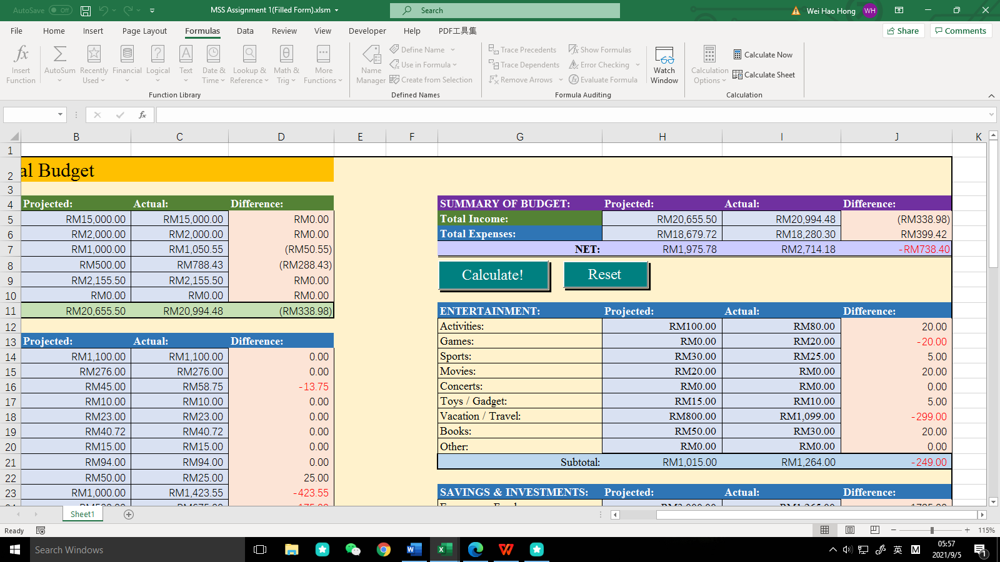 AutoSave Off MSS Assignment 1(Filled Form).xlsm Search Wei Hao Hong WH
File Home Insert Page Layout Formulas Data Review View Developer Help PDF工具集 Share Comments
Insert Function AutoSum Recently Used Financial Logical Text Date & Time Lookup & Reference Math & Trig More Functions
Function Library
Name Manager Define Name Use in Formula Create from Selection
Defined Names
Trace Precedents Trace Dependents Remove Arrows Show Formulas Error Checking Evaluate Formula
Formula Auditing
Watch Window
Calculation Options Calculate Now Calculate Sheet
Calculation
fx
B C D E F G H I J K
1
2 al Budget
3
4 Projected: Actual: Difference: SUMMARY OF BUDGET: Projected: Actual: Difference:
5 RM15,000.00 RM15,000.00 RM0.00 Total Income: RM20,655.50 RM20,994.48 (RM338.98)
6 RM2,000.00 RM2,000.00 RM0.00 Total Expenses: RM18,679.72 RM18,280.30 RM399.42
7 RM1,000.00 RM1,050.55 (RM50.55) NET: RM1,975.78 RM2,714.18 -RM738.40
8 RM500.00 RM788.43 (RM288.43) Calculate! Reset
9 RM2,155.50 RM2,155.50 RM0.00
10 RM0.00 RM0.00 RM0.00
11 RM20,655.50 RM20,994.48 (RM338.98) ENTERTAINMENT: Projected: Actual: Difference:
12 Activities: RM100.00 RM80.00 20.00
13 Projected: Actual: Difference: Games: RM0.00 RM20.00 -20.00
14 RM1,100.00 RM1,100.00 0.00 Sports: RM30.00 RM25.00 5.00
15 RM276.00 RM276.00 0.00 Movies: RM20.00 RM0.00 20.00
16 RM45.00 RM58.75 -13.75 Concerts: RM0.00 RM0.00 0.00
17 RM10.00 RM10.00 0.00 Toys / Gadget: RM15.00 RM10.00 5.00
18 RM23.00 RM23.00 0.00 Vacation / Travel: RM800.00 RM1,099.00 -299.00
19 RM40.72 RM40.72 0.00 Books: RM50.00 RM30.00 20.00
20 RM15.00 RM15.00 0.00 Other: RM0.00 RM0.00 0.00
21 RM94.00 RM94.00 0.00 Subtotal: RM1,015.00 RM1,264.00 -249.00
22 RM50.00 RM25.00 25.00
23 RM1,000.00 RM1,423.55 -423.55 SAVINGS & INVESTMENTS: Projected: Actual: Difference:
Sheet1
Ready 115%
Search Windows 英 M 05:57
2021/9/5 1